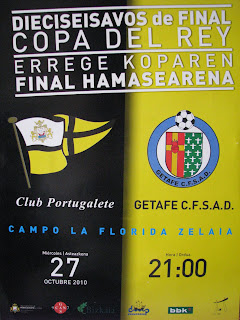 DIECISEISAVOS de FINAL
COPA DEL REY
ERREGE KOPAREN
FINAL HAMASEARENA
GETAFE C.F.S.A.D.
Club Portugalete
GETAFE C.F.S.A.D.
CAMPO LA FLORIDA ZELAIA
Miércoles / Asteazkena
Hora / Ordua
27
21:00
OCTUBRE 2010
bbk